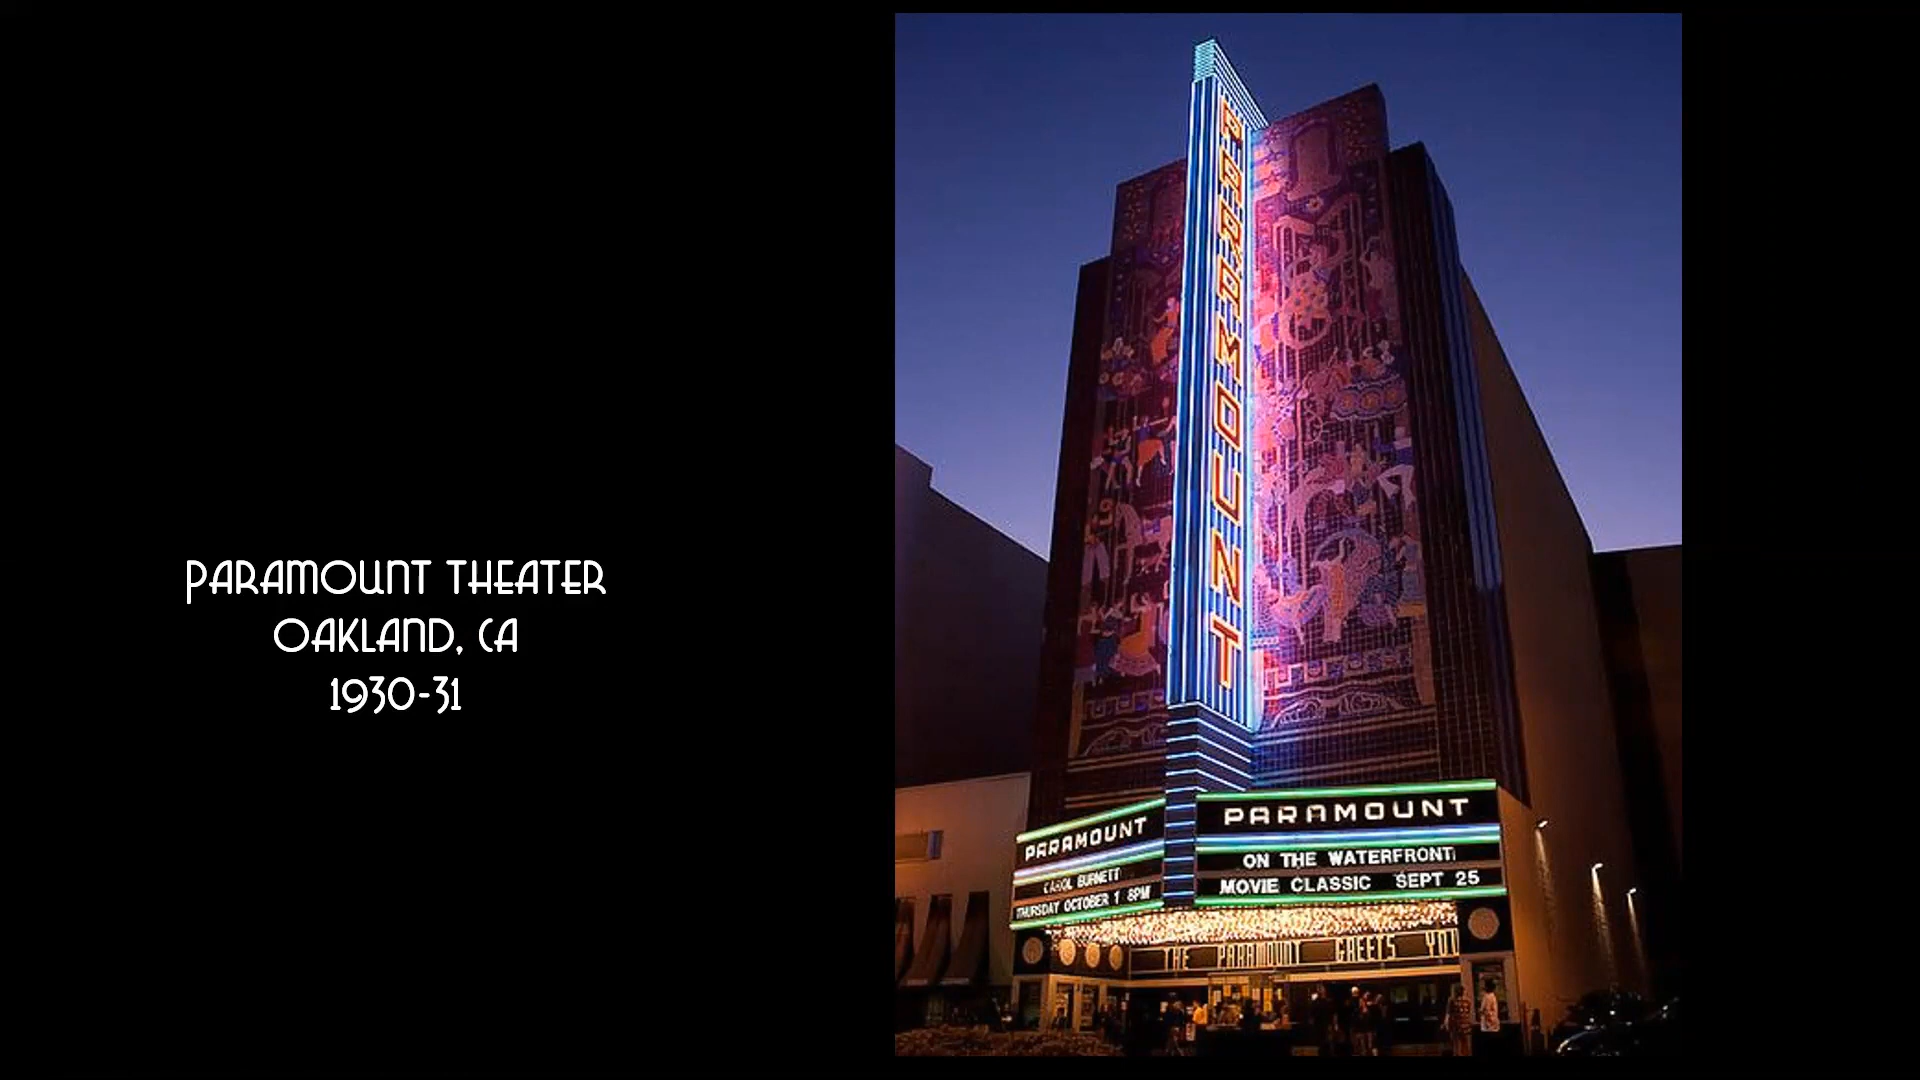 PARAMOUNT THEATER
OAKLAND, CA
1930-31
PARAMOUNT
PARAMOUNT
CAROL BURNETT
THURSDAY OCTOBER 1 8PM
PARAMOUNT
ON THE WATERFRONT
MOVIE CLASSIC SEPT 25
THE PARAMOUNT GREETS YOU